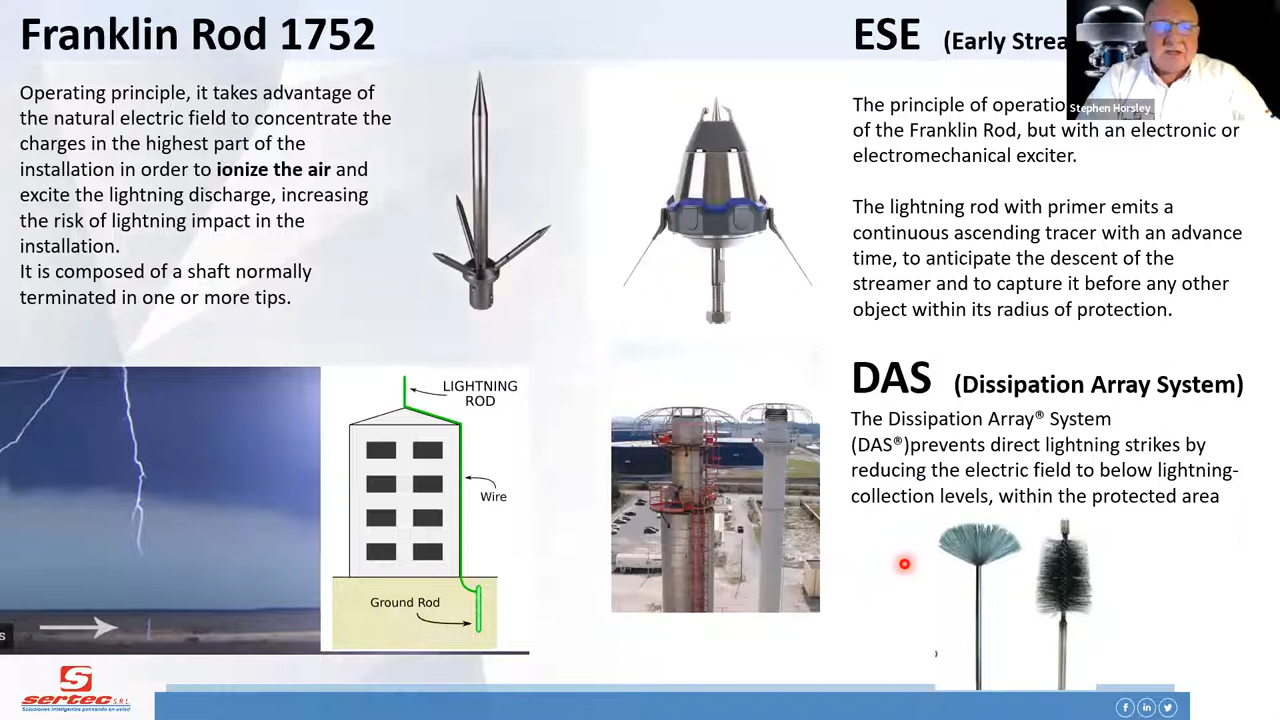 Franklin Rod 1752
Operating principle, it takes advantage of
the natural electric field to concentrate the
charges in the highest part of the
installation in order to ionize the air and
excite the lightning discharge, increasing
the risk of lightning impact in the
installation.
It is composed of a shaft normally
terminated in one or more tips.
ESE (Early Strea
Stephen Horsley
The principle of operatio
of the Franklin Rod, but with an electronic or
electromechanical exciter.
The lightning rod with primer emits a
continuous ascending tracer with an advance
time, to anticipate the descent of the
streamer and to capture it before any other
object within its radius of protection.
LIGHTNING
ROD
Wire
Ground Rod
DAS (Dissipation Array System)
The Dissipation Array® System
(DAS®)prevents direct lightning strikes by
reducing the electric field to below lightning-
collection levels, within the protected area
s
S
sertec S.R.L
Soluciones inteligentes pensando en usted